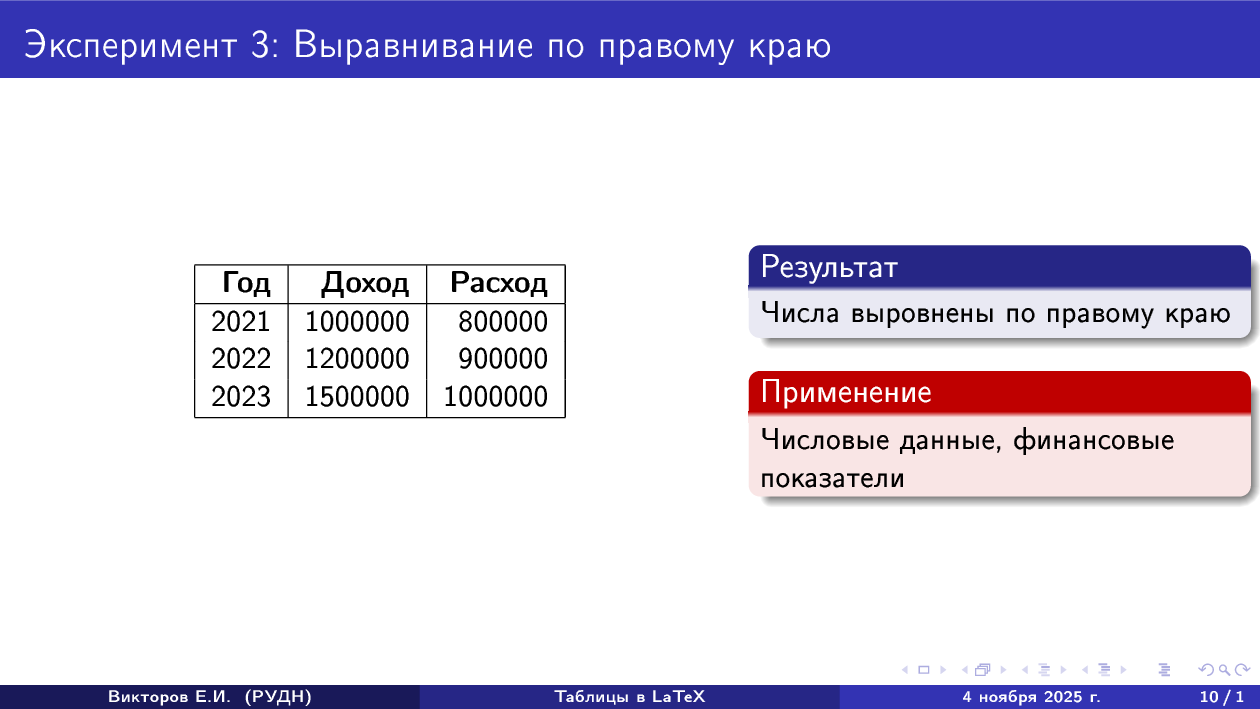 Эксперимент 3: Выравнивание по правому краю
Год Доход Расход
2021 1000000 800000
2022 1200000 900000
2023 1500000 1000000
Результат
Числа выровнены по правому краю
Применение
Числовые данные, финансовые
показатели
Викторов Е.И. (РУДН) Таблицы в LaTeX 4 ноября 2025 г. 10 / 1